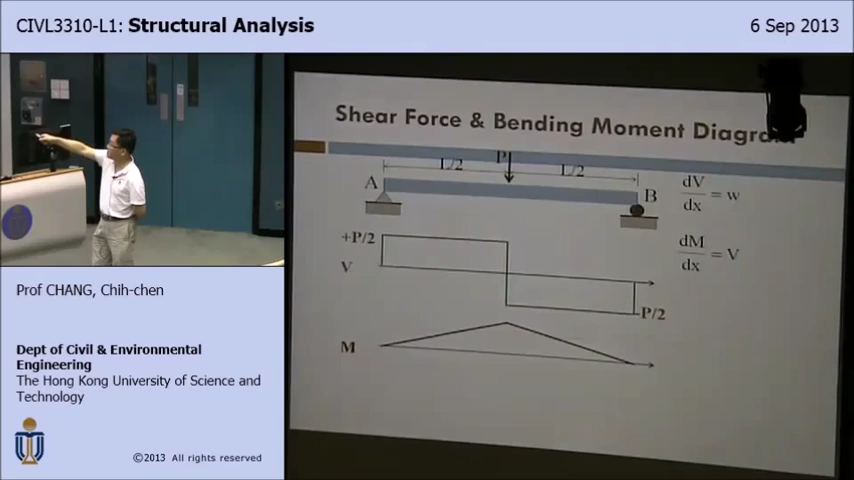 CIVL3310-L1: Structural Analysis
6 Sep 2013
Shear Force & Bending Moment Diagram
L/2
P
L/2
A
B
dV
dx
= w
+P/2
V
dM
dx
= V
-P/2
M
Prof CHANG, Chih-chen
Dept of Civil & Environmental
Engineering
The Hong Kong University of Science and
Technology
©2013 All rights reserved